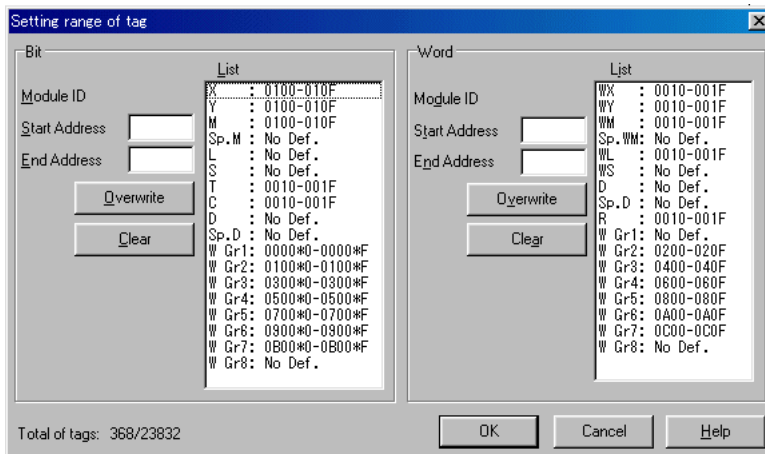 Setting range of tag
Bit
List
Module ID
Start Address
End Address
Overwrite
Clear
X : 0100-010F
Y : 0100-010F
M : 0100-010F
Sp.M : No Def.
L : No Def.
S : No Def.
T : 0010-001F
C : 0010-001F
D : No Def.
Sp.D : No Def.
W Gr1: 0000*0-0000*F
W Gr2: 0100*0-0100*F
W Gr3: 0300*0-0300*F
W Gr4: 0500*0-0500*F
W Gr5: 0700*0-0700*F
W Gr6: 0900*0-0900*F
W Gr7: 0B00*0-0B00*F
W Gr8: No Def.
Word
List
Module ID
Start Address
End Address
Overwrite
Clear
WX : 0010-001F
WY : 0010-001F
WM : 0010-001F
Sp.WM: No Def.
WL : 0010-001F
WS : No Def.
D : No Def.
Sp.D : No Def.
R : 0010-001F
W Gr1: No Def.
W Gr2: 0200-020F
W Gr3: 0400-040F
W Gr4: 0600-060F
W Gr5: 0800-080F
W Gr6: 0A00-0A0F
W Gr7: 0C00-0C0F
W Gr8: No Def.
Total of tags: 368/23832
OK
Cancel
Help